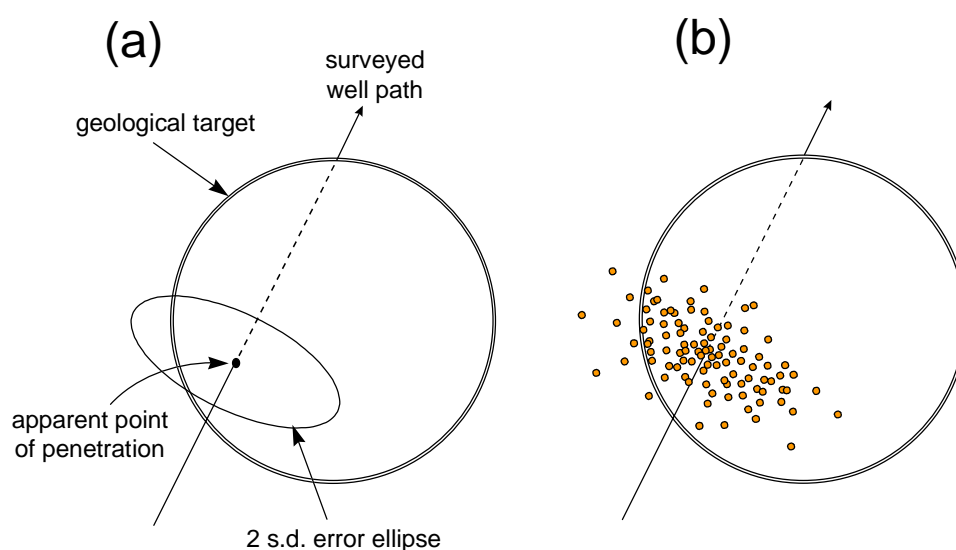 (a)
(b)
surveyed
well path
geological target
apparent point
of penetration
2 s.d. error ellipse